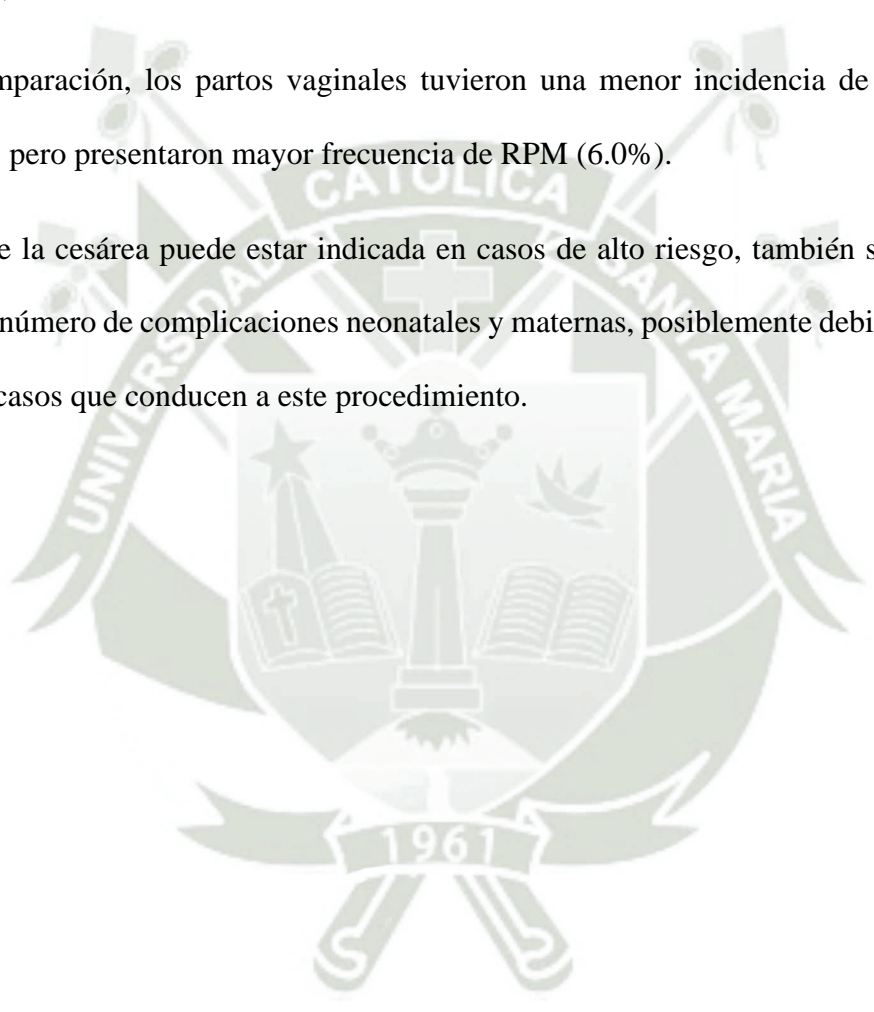 mparación, los partos vaginales tuvieron una menor incidencia de
pero presentaron mayor frecuencia de RPM (6.0%).
e la cesárea puede estar indicada en casos de alto riesgo, también s
número de complicaciones neonatales y maternas, posiblemente debi
casos que conducen a este procedimiento.
UNIVERSIDAD CATOLICA SANTA MARIA
1961